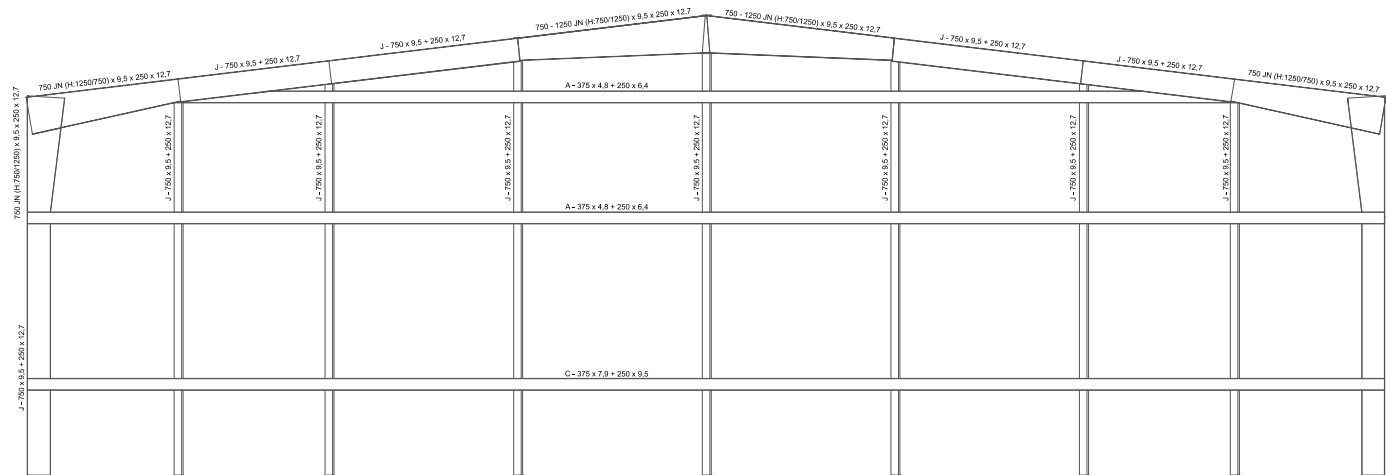 750 - 1250 JN (H:750/1250) x 9,5 x 250 x 12,7
750 - 1250 JN (H:750/1250) x 9,5 x 250 x 12,7
J - 750 x 9,5 + 250 x 12,7
J - 750 x 9,5 + 250 x 12,7
J - 750 x 9,5 + 250 x 12,7
J - 750 x 9,5 + 250 x 12,7
750 JN (H:1250/750) x 9,5 x 250 x 12,7
750 JN (H:1250/750) x 9,5 x 250 x 12,7
A - 375 x 4,8 + 250 x 6,4
750 JN (H:750/1250) x 9,5 x 250 x 12,7
J - 750 x 9,5 + 250 x 12,7
J - 750 x 9,5 + 250 x 12,7
J - 750 x 9,5 + 250 x 12,7
J - 750 x 9,5 + 250 x 12,7
J - 750 x 9,5 + 250 x 12,7
J - 750 x 9,5 + 250 x 12,7
J - 750 x 9,5 + 250 x 12,7
A - 375 x 4,8 + 250 x 6,4
J - 750 x 9,5 + 250 x 12,7
C - 375 x 7,9 + 250 x 9,5